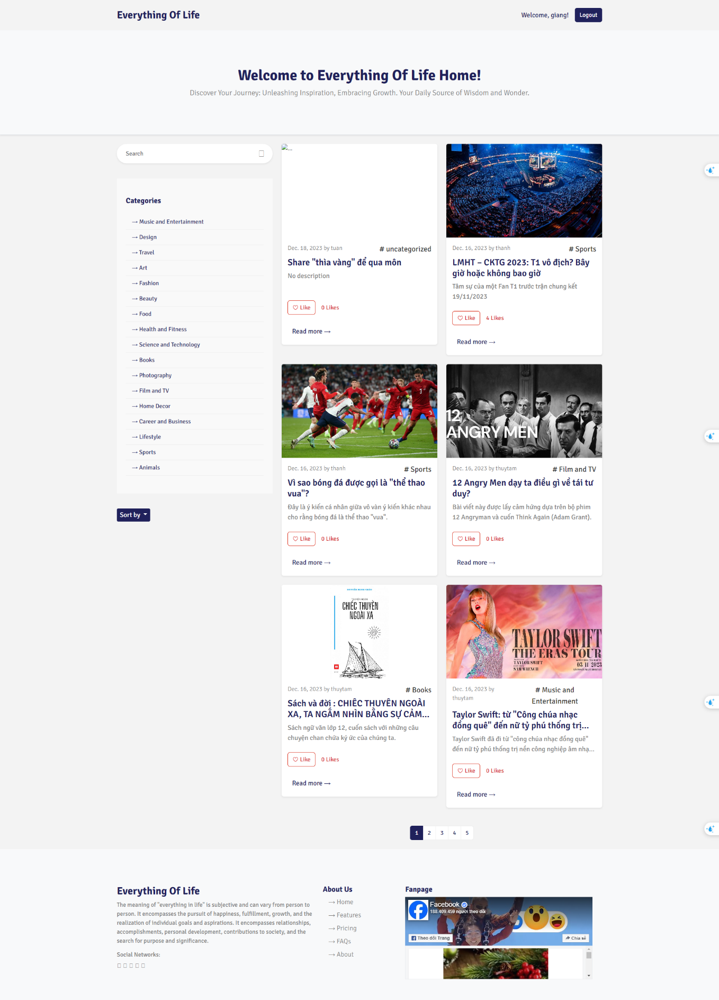 Everything Of Life
Welcome, giang!
Logout
Welcome to Everything Of Life Home!
Discover Your Journey: Unleashing Inspiration, Embracing Growth. Your Daily Source of Wisdom and Wonder.
Search
Categories
→ Music and Entertainment
→ Design
→ Travel
→ Art
→ Fashion
→ Beauty
→ Food
→ Health and Fitness
→ Science and Technology
→ Books
→ Photography
→ Film and TV
→ Home Decor
→ Career and Business
→ Lifestyle
→ Sports
→ Animals
Sort by
...
Dec. 18, 2023 by tuan
# uncategorized
Share "thìa vàng" để qua môn
No description
Like
0 Likes
Read more →
Dec. 16, 2023 by thanh
# Sports
LMHT – CKTG 2023: T1 vô địch? Bây
giờ hoặc không bao giờ
Tâm sự của một Fan T1 trước trận chung kết
19/11/2023
Like
4 Likes
Read more →
Dec. 16, 2023 by thanh
# Sports
Vì sao bóng đá được gọi là "thể thao
vua"?
Đây là ý kiến cá nhân giữa vô vàn ý kiến khác nhau
cho rằng bóng đá là thể thao "vua".
Like
0 Likes
Read more →
12
ANGRY MEN
Dec. 16, 2023 by thuytam
# Film and TV
12 Angry Men dạy ta điều gì về tái tư
duy?
Bài viết này được lấy cảm hứng dựa trên bộ phim
12 Angryman và cuốn Think Again (Adam Grant).
Like
0 Likes
Read more →
NGUYỄN MINH CHÂU
TRUYỆN NGẮN
CHIẾC THUYỀN
NGOÀI XA
Dec. 16, 2023 by thuytam
# Books
Sách và đời : CHIẾC THUYỀN NGOÀI
XA, TA NGẮM NHÌN BẰNG SỰ CẢM...
Sách ngữ văn lớp 12, cuốn sách với những câu
chuyện chan chứa ký ức của chúng ta.
Like
0 Likes
Read more →
TAYLOR SWIFT
THE ERAS TOUR
TAYLOR SWIFT
SAM WRENCH
03 11 2023
Dec. 16, 2023 by
thuytam
# Music and
Entertainment
Taylor Swift: từ "Công chúa nhạc
đồng quê" đến nữ tỷ phú thống trị...
Taylor Swift đã đi từ "công chúa nhạc đồng quê"
đến nữ tỷ phú thống trị nền công nghiệp âm nhạ...
Like
0 Likes
Read more →
1 2 3 4 5
Everything Of Life
The meaning of "everything in life" is subjective and can vary from person to
person. It encompasses the pursuit of happiness, fulfillment, growth, and the
realization of individual goals and aspirations. It encompasses relationships,
accomplishments, personal development, contributions to society, and the
search for purpose and significance.
Social Networks:
About Us
→ Home
→ Features
→ Pricing
→ FAQs
→ About
Fanpage
Facebook
188.409.459 người theo dõi
Theo dõi Trang
Chia sẻ